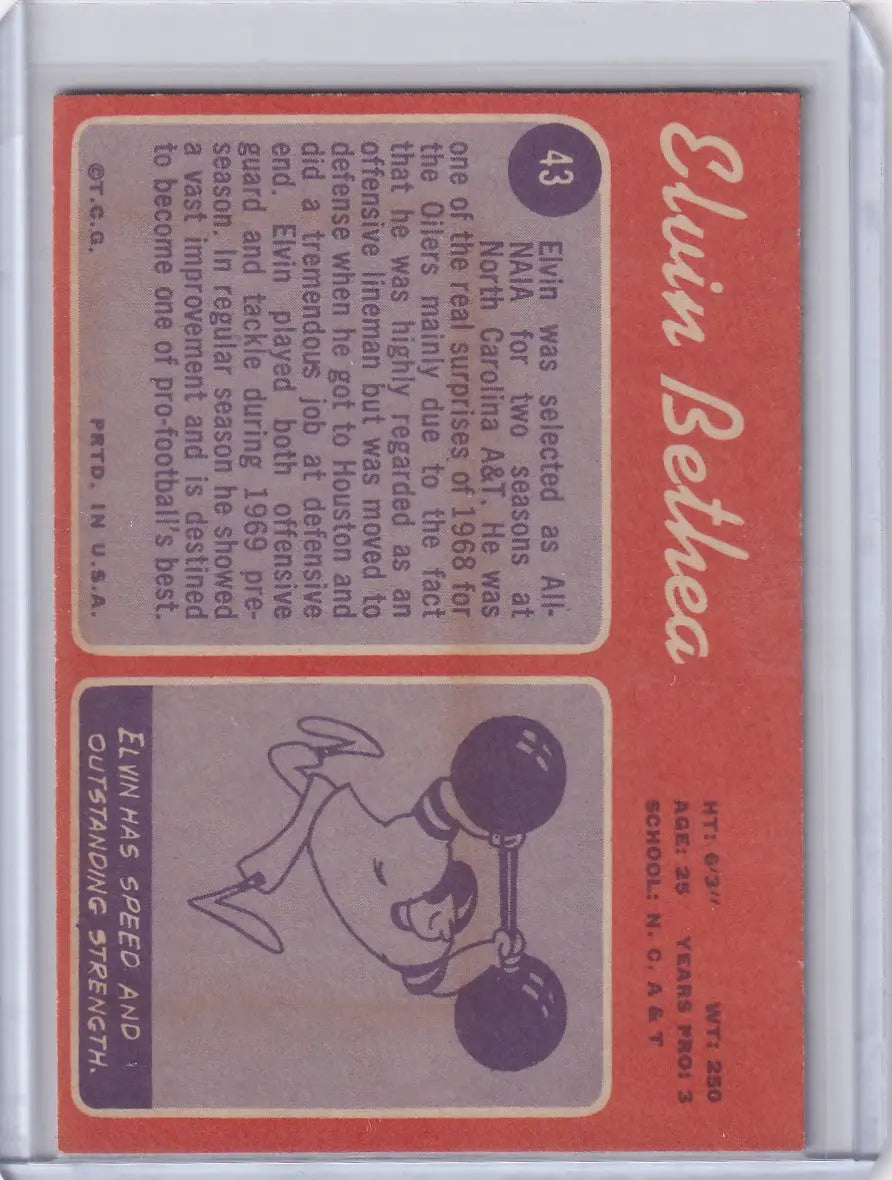 Elvin Bethea
HT: 6/3" WT: 250
AGE: 25 YEARS PRO: 3
SCHOOL: N. C. A & T
43
Elvin was selected as All-
NAIA for two seasons at
North Carolina A&T. He was
one of the real surprises of 1968 for
the Oilers mainly due to the fact
that he was highly regarded as an
offensive lineman but was moved to
defense when he got to Houston and
did a tremendous job at defensive
end. Elvin played both offensive
guard and tackle during 1969 pre-
season. In regular season he showed
a vast improvement and is destined
to become one of pro-football's best.
©T.C.G. PRTD. IN U.S.A.
ELVIN HAS SPEED AND
OUTSTANDING STRENGTH.